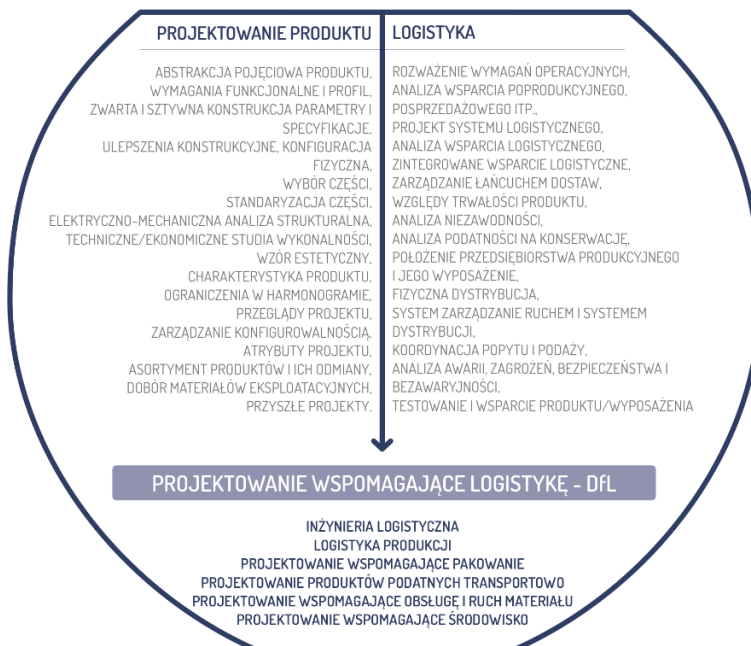 PROJEKTOWANIE PRODUKTU
ABSTRAKCJA POJĘCIOWA PRODUKTU,
WYMAGANIA FUNKCJONALNE I PROFIL,
ZWARTA I SZTYWNA KONSTRUKCJA PARAMETRY I
SPECYFIKACJE,
ULEPSZENIA KONSTRUKCYJNE, KONFIGURACJA
FIZYCZNA,
WYBÓR CZĘŚCI,
STANDARYZACJA CZĘŚCI,
ELEKTRYCZNO-MECHANICZNA ANALIZA STRUKTURALNA,
TECHNICZNE/EKONOMICZNE STUDIA WYKONALNOŚCI,
WZÓR ESTETYCZNY,
CHARAKTERYSTYKA PRODUKTU,
OGRANICZENIA W HARMONOGRAMIE,
PRZEGLĄDY PROJEKTU,
ZARZĄDZANIE KONFIGUROWALNOŚCIĄ,
ATRYBUTY PROJEKTU,
ASORTYMENT PRODUKTÓW I ICH ODMIANY,
DOBÓR MATERIAŁÓW EKSPLOATACYJNYCH,
PRZYSZŁE PROJEKTY.
LOGISTYKA
ROZWAŻENIE WYMAGAŃ OPERACYJNYCH,
ANALIZA WSPARCIA POPRODUKCYJNEGO,
POSPRZEDAŻOWEGO ITP.,
PROJEKT SYSTEMU LOGISTYCZNEGO,
ANALIZA WSPARCIA LOGISTYCZNEGO,
ZINTEGROWANE WSPARCIE LOGISTYCZNE,
ZARZĄDZANIE ŁAŃCUCHEM DOSTAW,
WZGLĘDY TRWAŁOŚCI PRODUKTU,
ANALIZA NIEZAWODNOŚCI,
ANALIZA PODATNOŚCI NA KONSERWACJĘ,
POŁOŻENIE PRZEDSIĘBIORSTWA PRODUKCYJNEGO
I JEGO WYPOSAŻENIE,
FIZYCZNA DYSTRYBUCJA,
SYSTEM ZARZĄDZANIE RUCHEM I SYSTEMEM
DYSTRYBUCJI,
KOORDYNACJA POPYTU I PODAŻY,
ANALIZA AWARII, ZAGROŻEŃ, BEZPIECZEŃSTWA I
BEZAWARYJNOŚCI,
TESTOWANIE I WSPARCIE PRODUKTU/WYPOSAŻENIA
PROJEKTOWANIE WSPOMAGAJĄCE LOGISTYKĘ - DfL
INŻYNIERIA LOGISTYCZNA
LOGISTYKA PRODUKCJI
PROJEKTOWANIE WSPOMAGAJĄCE PAKOWANIE
PROJEKTOWANIE PRODUKTÓW PODATNYCH TRANSPORTOWO
PROJEKTOWANIE WSPOMAGAJĄCE OBSŁUGĘ I RUCH MATERIAŁU
PROJEKTOWANIE WSPOMAGAJĄCE ŚRODOWISKO